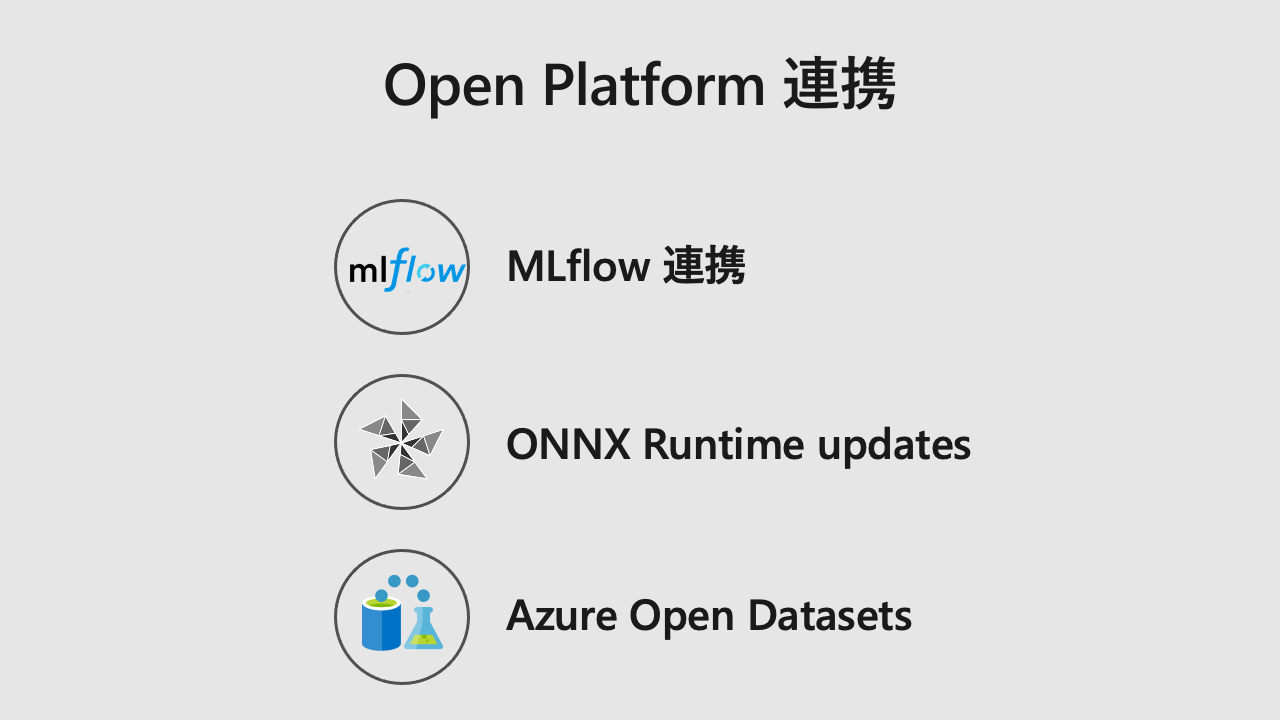 Open Platform 連携
mlflow
MLflow 連携
ONNX Runtime updates
Azure Open Datasets